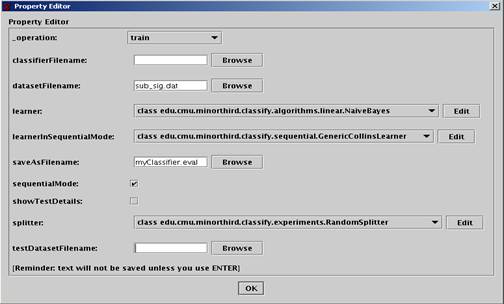 Property Editor
Property Editor
_operation: train
classifierFilename: Browse
datasetFilename: sub_sig.dat Browse
learner: class edu.cmu.minorthird.classify.algorithms.linear.NaiveBayes Edit
learnerInSequentialMode: class edu.cmu.minorthird.classify.sequential.GenericCollinsLearner Edit
saveAsFilename: myClassifier.eval Browse
sequentialMode:
showTestDetails:
splitter: class edu.cmu.minorthird.classify.experiments.RandomSplitter Edit
testDatasetFilename: Browse
[Reminder: text will not be saved unless you use ENTER]
OK